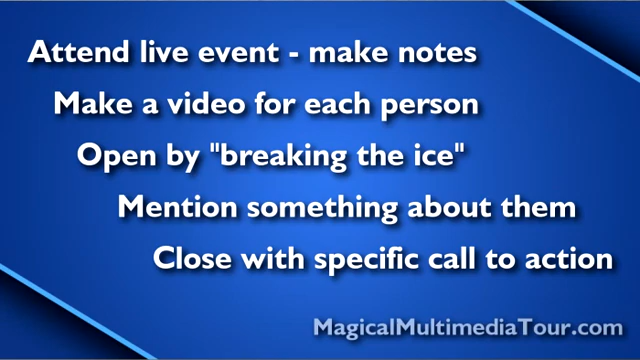 Attend live event - make notes
Make a video for each person
Open by "breaking the ice"
Mention something about them
Close with specific call to action
MagicalMultimediaTour.com